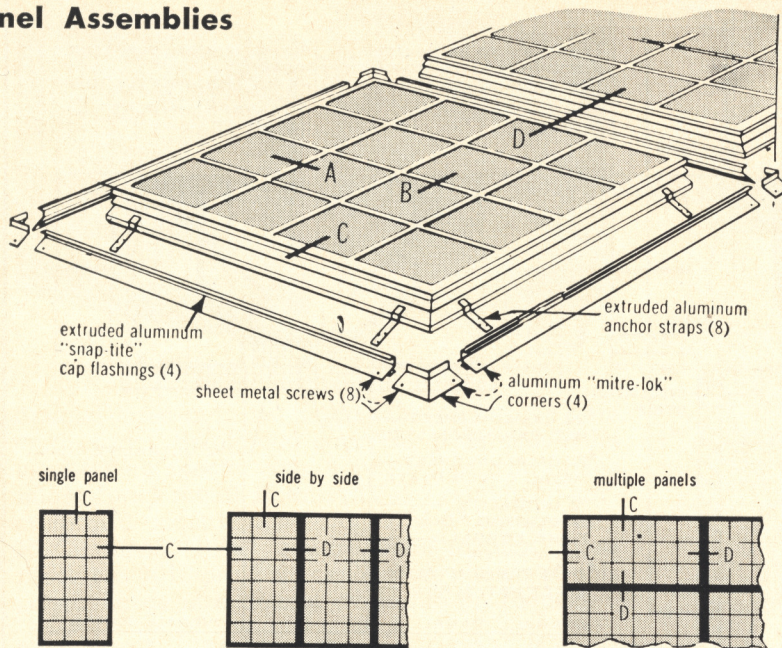 nel Assemblies
D
A
B
C
extruded aluminum
"snap-tite"
cap flashings (4)
extruded aluminum
anchor straps (8)
sheet metal screws (8)
aluminum "mitre-lok"
corners (4)
single panel
side by side
multiple panels
C
C
C
C
D
D
C
D
D